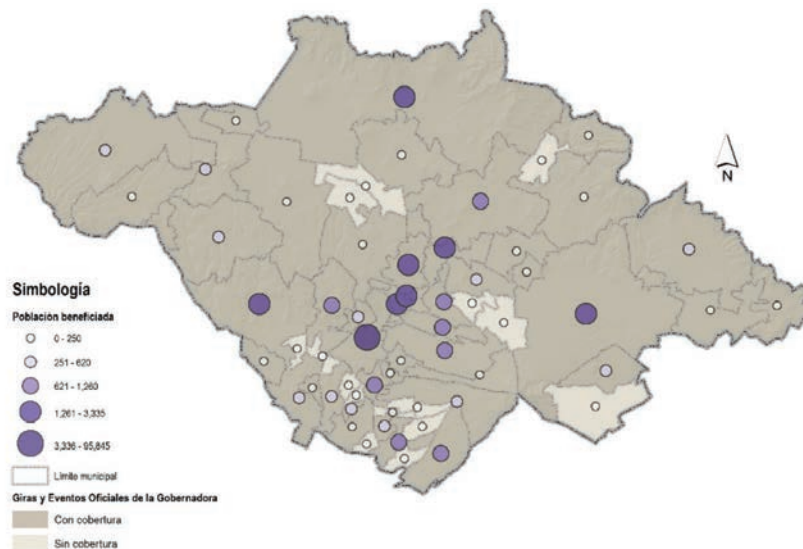 N
Simbología
Población beneficiada
0 - 250
251 - 620
621 - 1,260
1,261 - 3,335
3,336 - 95,845
Límite municipal
Giras y Eventos Oficiales de la Gobernadora
Con cobertura
Sin cobertura